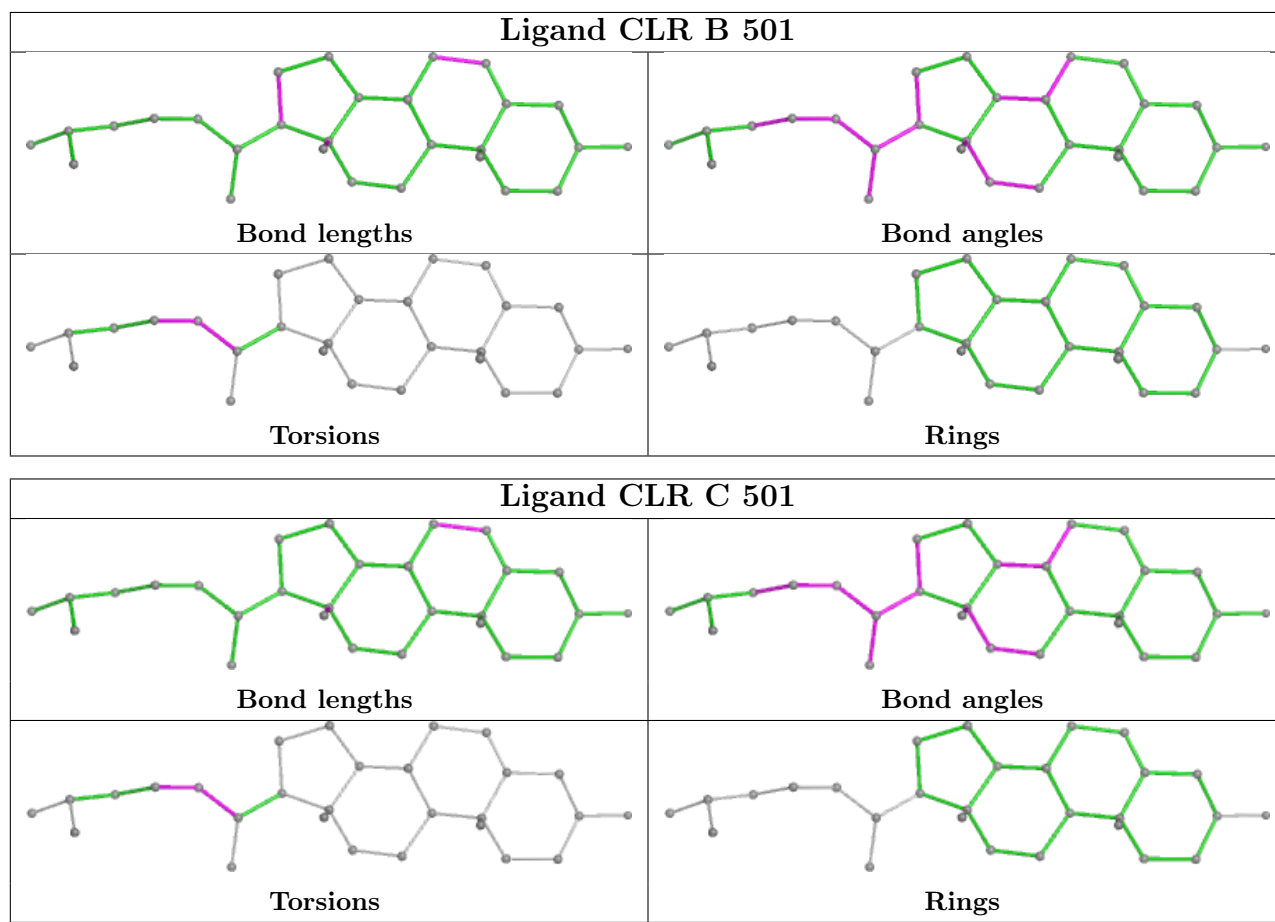 Ligand CLR B 501
Bond lengths
Bond angles
Torsions
Rings
Ligand CLR C 501
Bond lengths
Bond angles
Torsions
Rings